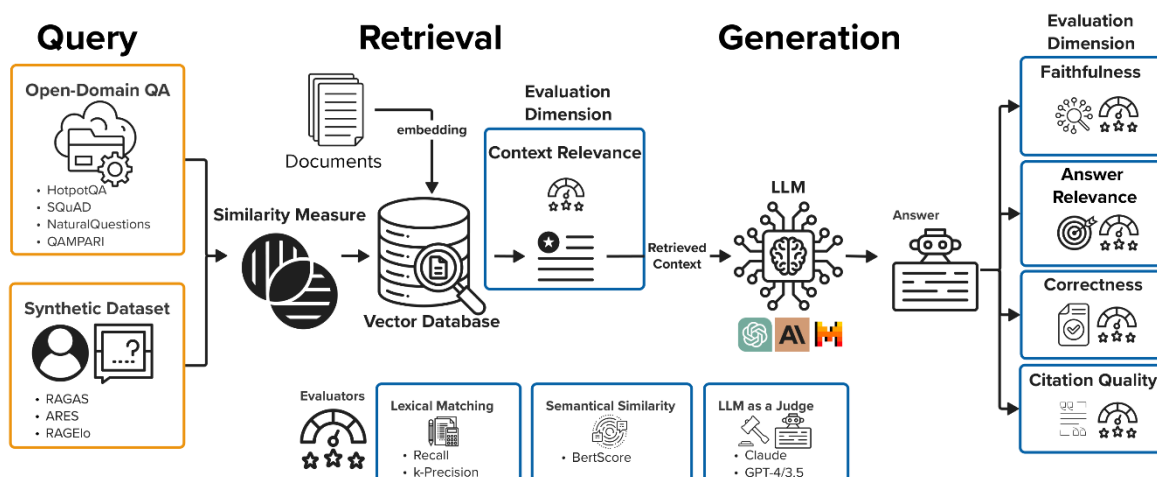 Query
Retrieval
Generation
Evaluation
Dimension
Open-Domain QA
• HotpotQA
• SQuAD
• NaturalQuestions
• QAMPARI
Synthetic Dataset
...?
• RAGAS
• ARES
• RAGElo
Similarity Measure
Documents
embedding
Vector Database
Evaluation
Dimension
Context Relevance
Retrieved
Context
LLM
AI
Answer
Faithfulness
Answer
Relevance
Correctness
Citation Quality
Evaluators
Lexical Matching
• Recall
• k-Precision
Semantical Similarity
• BertScore
LLM as a Judge
• Claude
• GPT-4/3.5